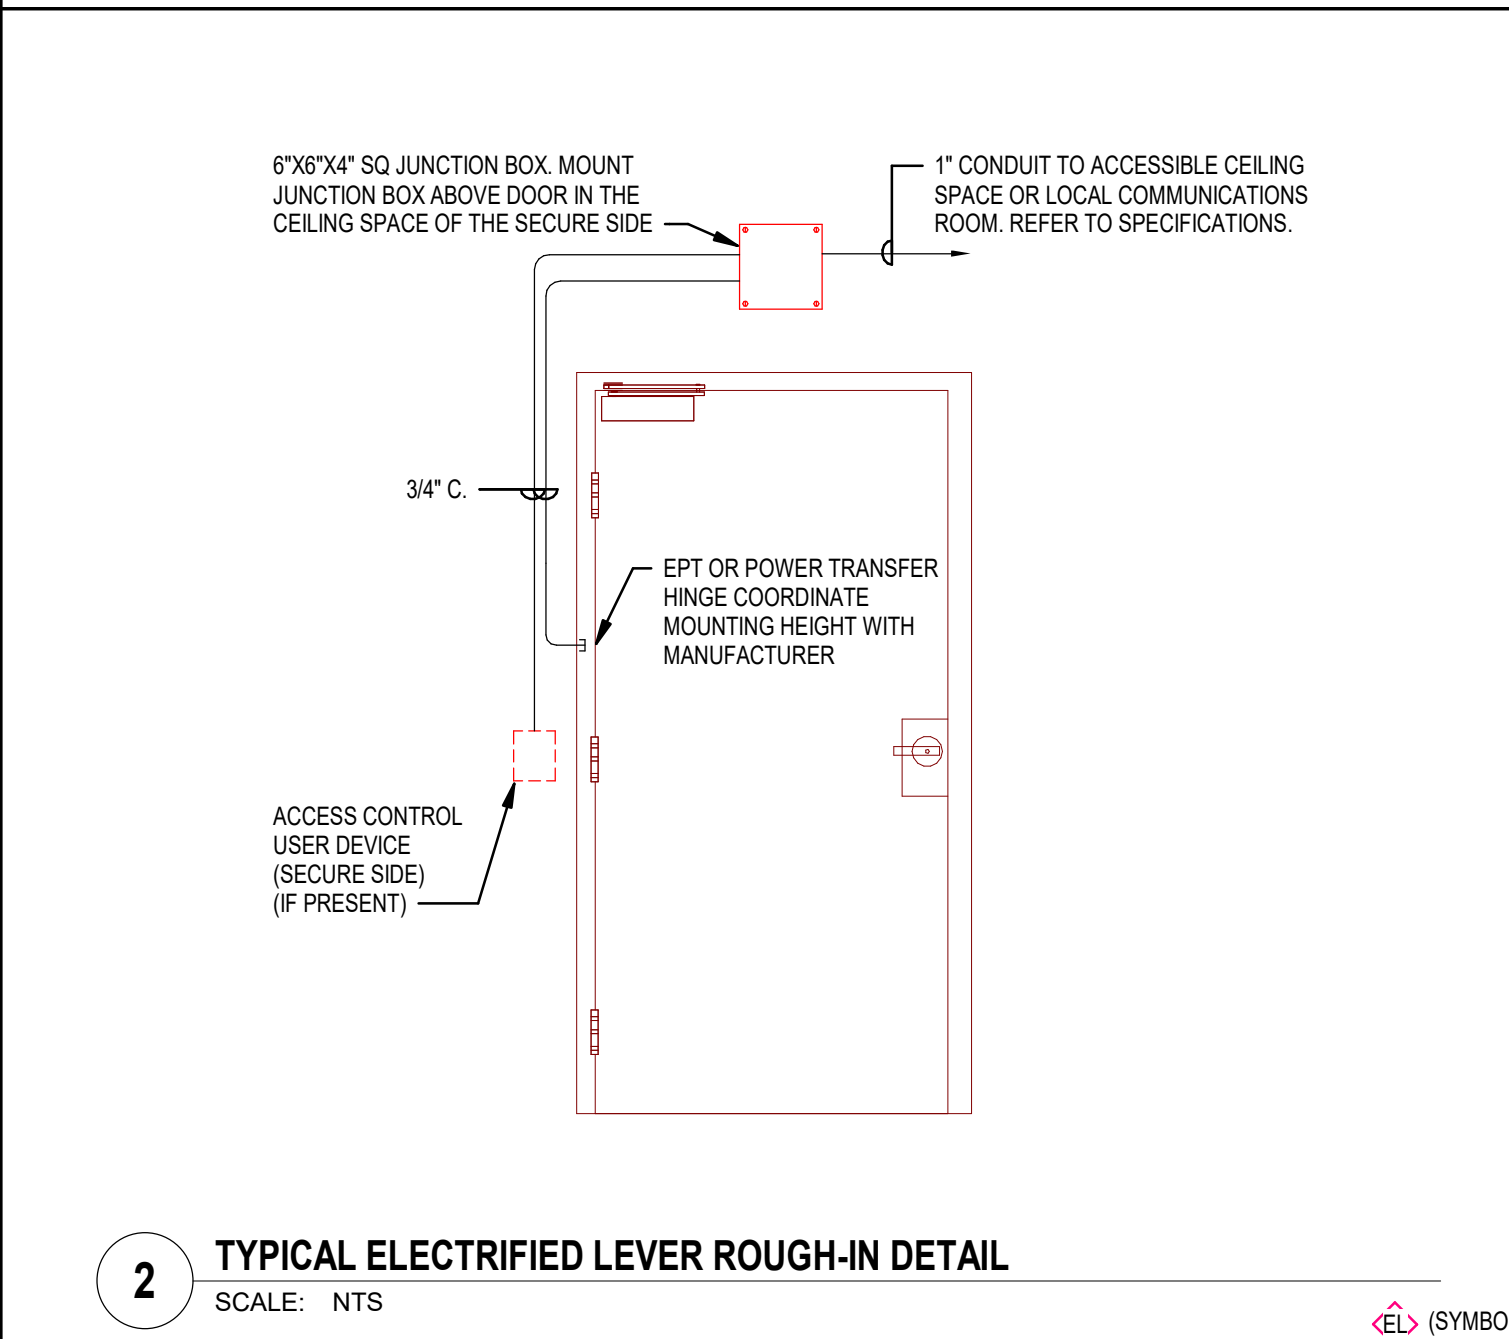 6"X6"X4" SQ JUNCTION BOX. MOUNT
JUNCTION BOX ABOVE DOOR IN THE
CEILING SPACE OF THE SECURE SIDE
1" CONDUIT TO ACCESSIBLE CEILING
SPACE OR LOCAL COMMUNICATIONS
ROOM. REFER TO SPECIFICATIONS.
3/4" C.
EPT OR POWER TRANSFER
HINGE COORDINATE
MOUNTING HEIGHT WITH
MANUFACTURER
ACCESS CONTROL
USER DEVICE
(SECURE SIDE)
(IF PRESENT)
2
TYPICAL ELECTRIFIED LEVER ROUGH-IN DETAIL
SCALE: NTS
EL (SYMBO